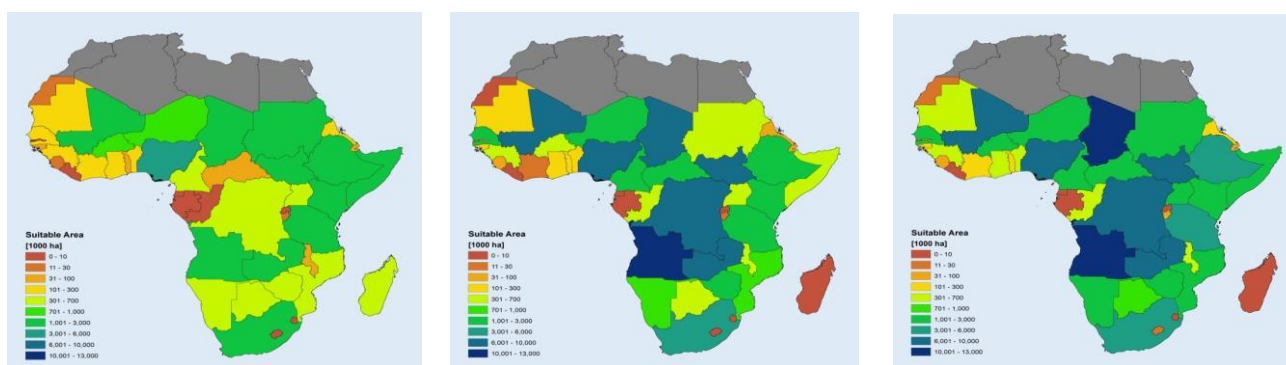 Suitable Area
[1000 ha]
0 - 10
11 - 30
31 - 100
101 - 300
301 - 700
701 - 1,000
1,001 - 3,000
3,001 - 6,000
6,001 - 10,000
10,001 - 13,000
Suitable Area
[1000 ha]
0 - 10
11 - 30
31 - 100
101 - 300
301 - 700
701 - 1,000
1,001 - 3,000
3,001 - 6,000
6,001 - 10,000
10,001 - 13,000
Suitable Area
[1000 ha]
0 - 10
11 - 30
31 - 100
101 - 300
301 - 700
701 - 1,000
1,001 - 3,000
3,001 - 6,000
6,001 - 10,000
10,001 - 13,000